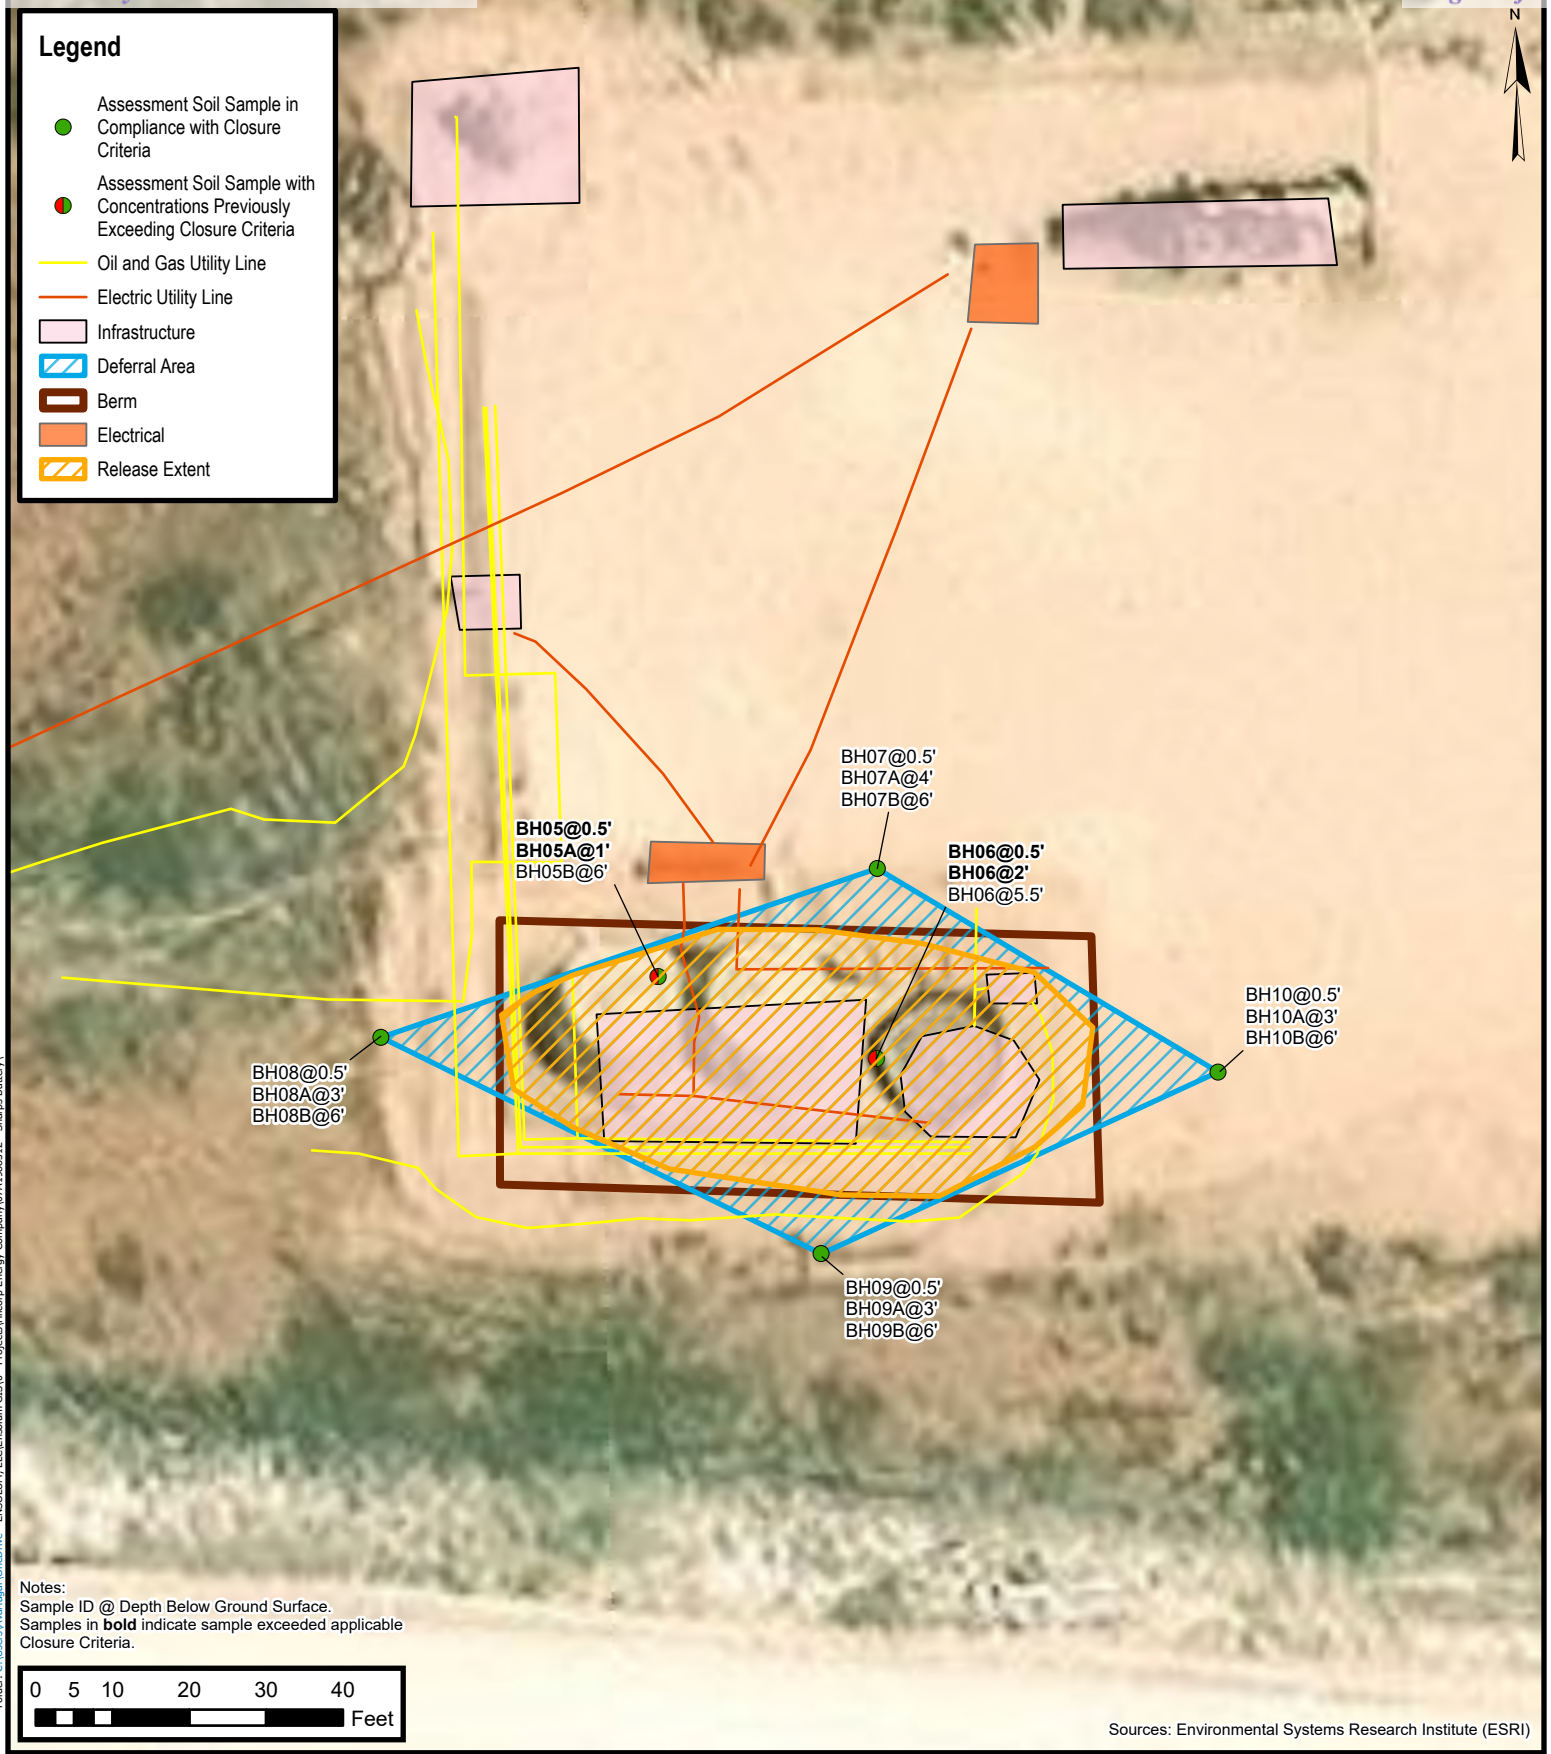 Legend
Assessment Soil Sample in
Compliance with Closure
Criteria
Assessment Soil Sample with
Concentrations Previously
Exceeding Closure Criteria
Oil and Gas Utility Line
Electric Utility Line
Infrastructure
Deferral Area
Berm
Electrical
Release Extent
N
BH07@0.5'
BH07A@4'
BH07B@6'
BH05@0.5'
BH05A@1'
BH05B@6'
BH06@0.5'
BH06@2'
BH06@5.5'
BH10@0.5'
BH10A@3'
BH10B@6'
BH08@0.5'
BH08A@3'
BH08B@6'
BH09@0.5'
BH09A@3'
BH09B@6'
Notes:
Sample ID @ Depth Below Ground Surface.
Samples in bold indicate sample exceeded applicable
Closure Criteria.
0 5 10 20 30 40
Feet
Sources: Environmental Systems Research Institute (ESRI)